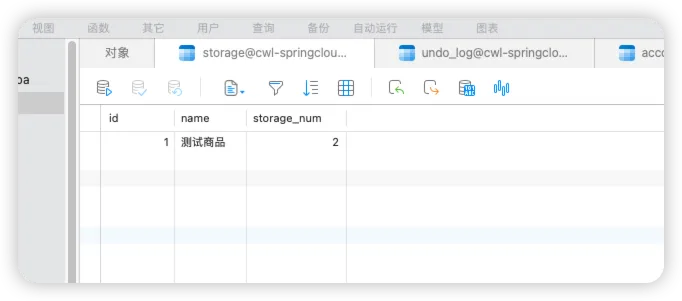 视图 函数 其它 用户 查询 备份 自动运行 模型 图表
对象 storage@cwl-springclou... undo_log@cwl-springclo... acco
oa
id name storage_num
1 测试商品 2